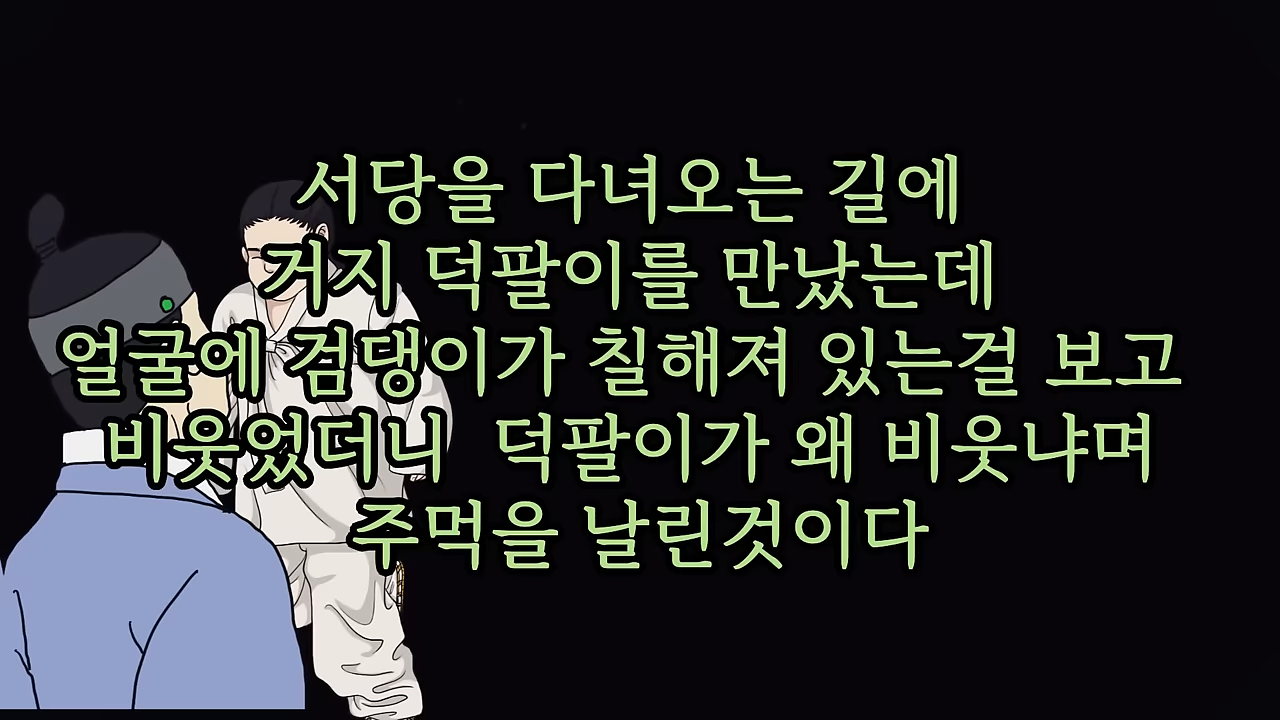 서당을 다녀오는 길에
거지 덕팔이를 만났는데
얼굴에 검댕이가 칠해져 있는걸 보고
비웃었더니 덕팔이가 왜 비웃냐며
주먹을 날린것이다